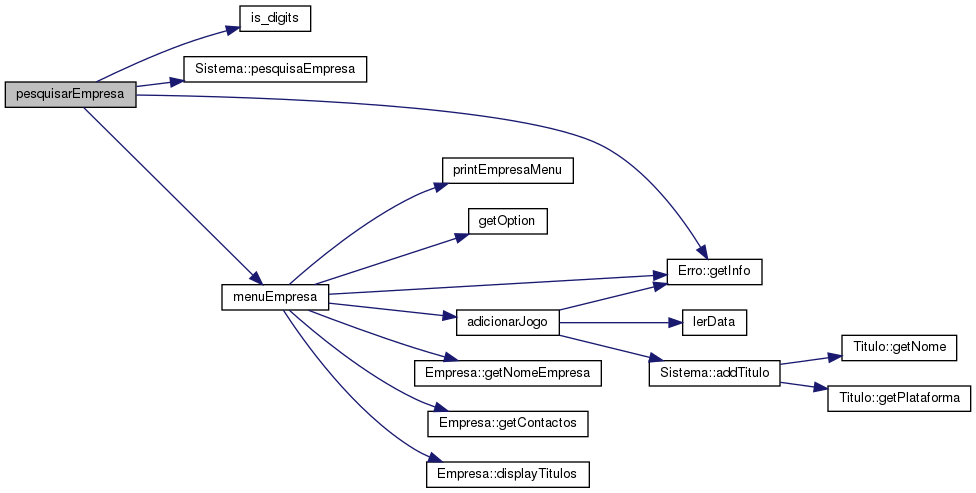 is_digits
Sistema::pesquisaEmpresa
pesquisarEmpresa
printEmpresaMenu
getOption
Erro::getInfo
menuEmpresa
adicionarJogo
lerData
Titulo::getNome
Empresa::getNomeEmpresa
Sistema::addTitulo
Titulo::getPlataforma
Empresa::getContactos
Empresa::displayTitulos